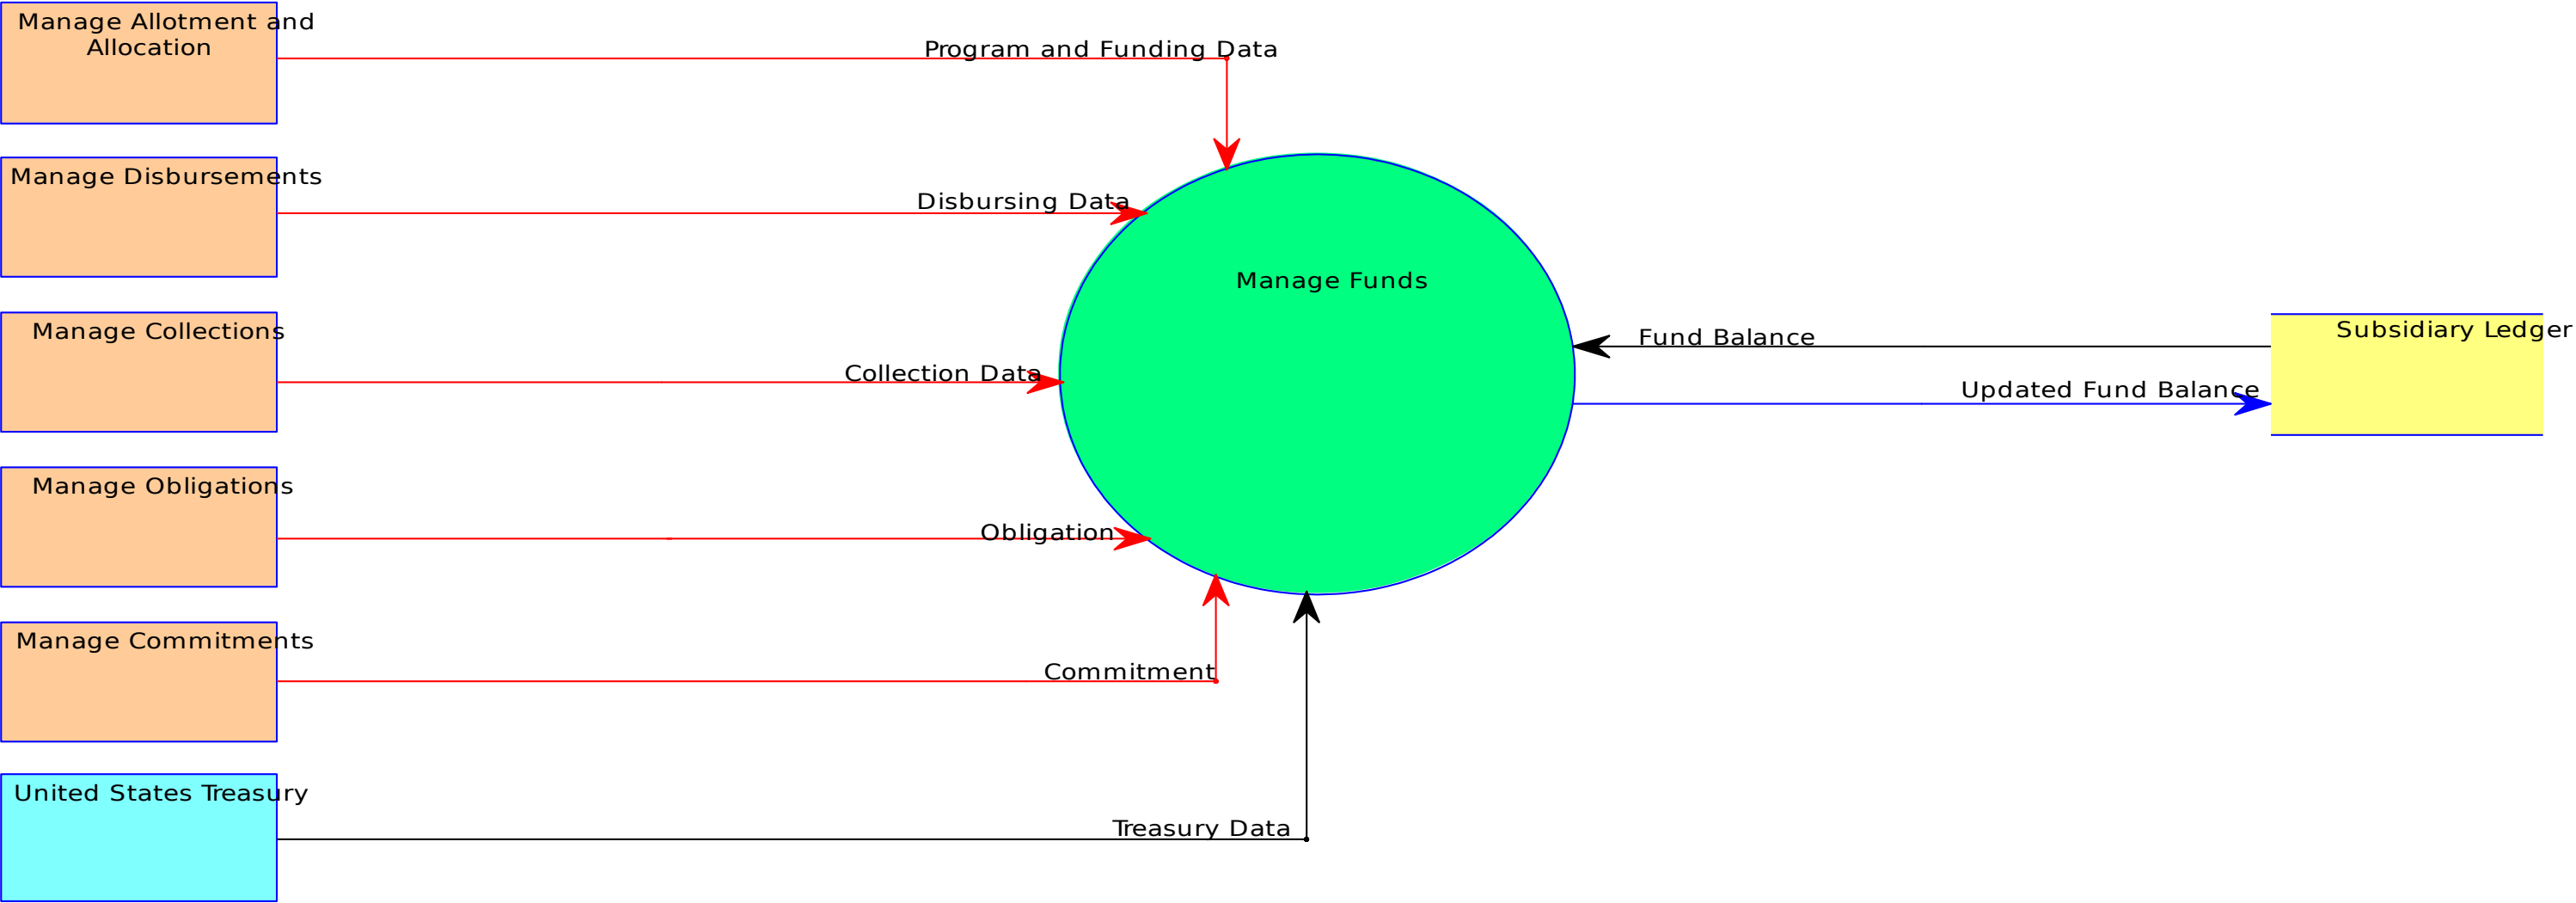 Manage Allotment and
Allocation
Program and Funding Data
Manage Disbursements
Disbursing Data
Manage Funds
Manage Collections
Fund Balance
Subsidiary Ledger
Collection Data
Updated Fund Balance
Manage Obligations
Obligation
Manage Commitments
Commitment
United States Treasury
Treasury Data